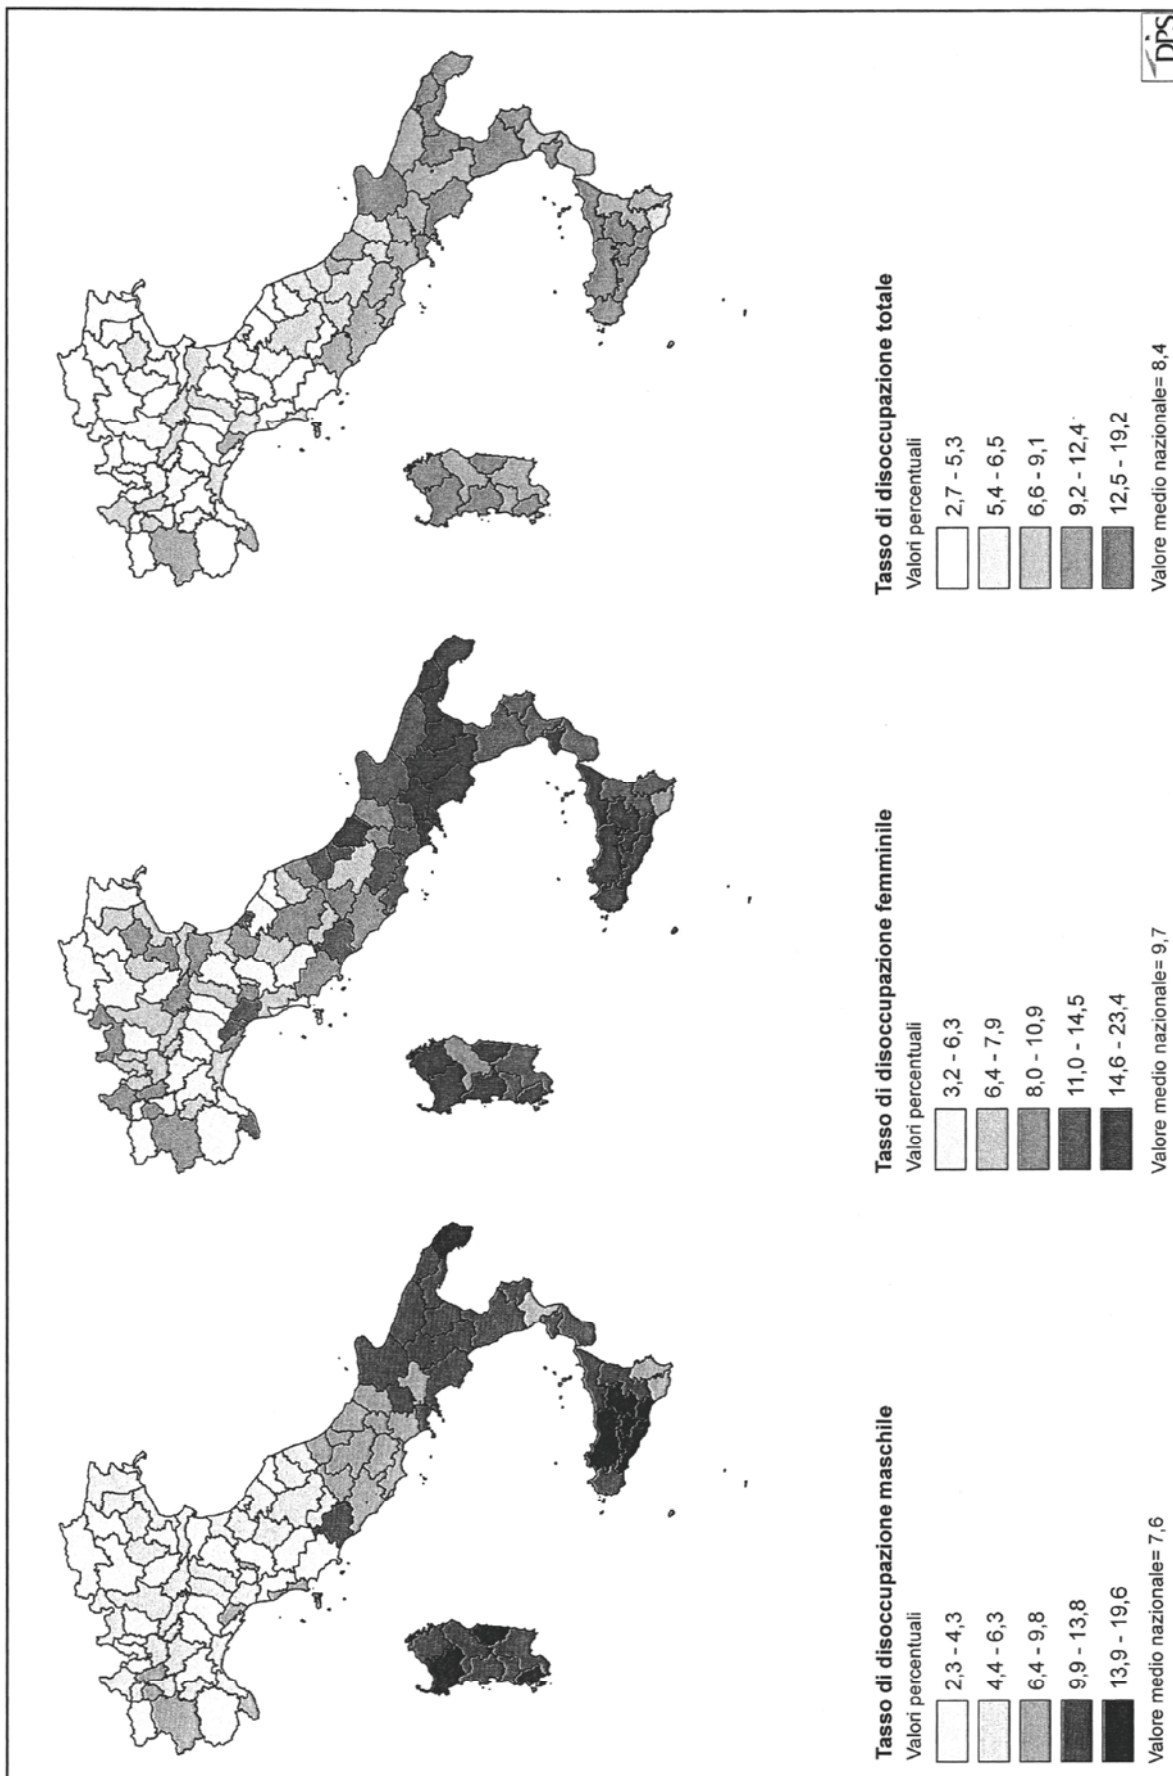 Tasso di disoccupazione maschile
Valori percentuali
2,3 - 4,3
4,4 - 6,3
6,4 - 9,8
9,9 - 13,8
13,9 - 19,6
Valore medio nazionale= 7,6
Tasso di disoccupazione femminile
Valori percentuali
3,2 - 6,3
6,4 - 7,9
8,0 - 10,9
11,0 - 14,5
14,6 - 23,4
Valore medio nazionale= 9,7
Tasso di disoccupazione totale
Valori percentuali
2,7 - 5,3
5,4 - 6,5
6,6 - 9,1
9,2 - 12,4
12,5 - 19,2
Valore medio nazionale= 8,4
DPS